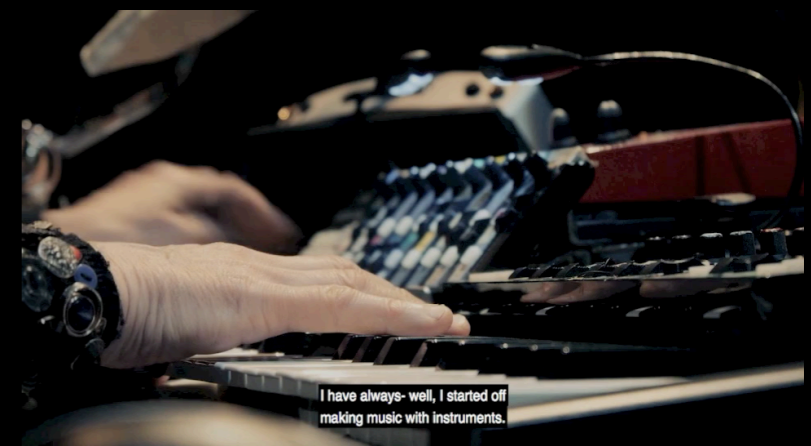 I have always- well, I started off
making music with instruments.